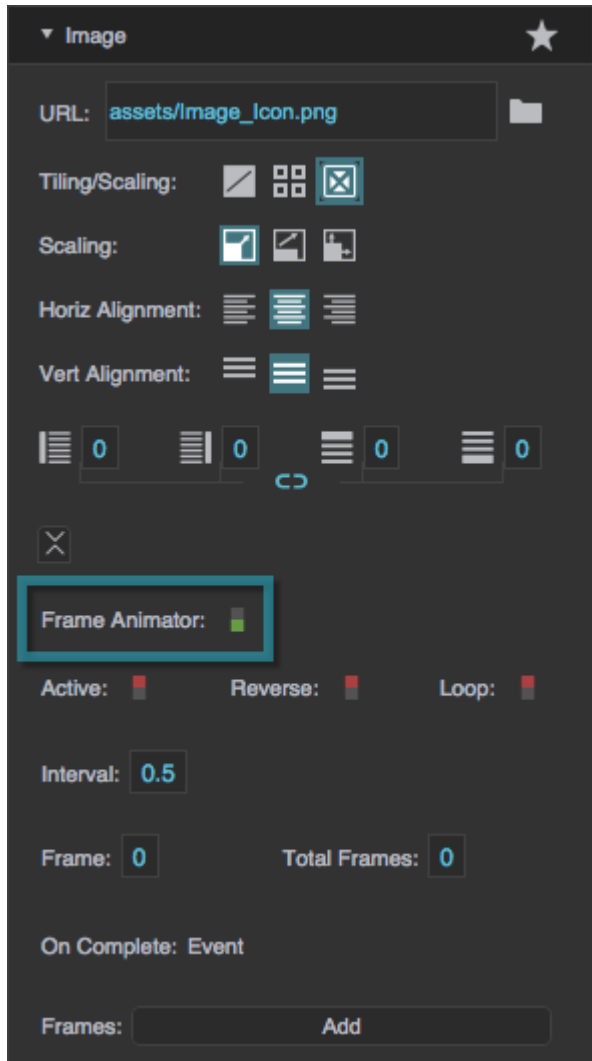 Image
URL: assets/Image_Icon.png
Tiling/Scaling:
Scaling:
Horiz Alignment:
Vert Alignment:
0 0 0 0
Frame Animator:
Active: Reverse: Loop:
Interval: 0.5
Frame: 0 Total Frames: 0
On Complete: Event
Frames: Add